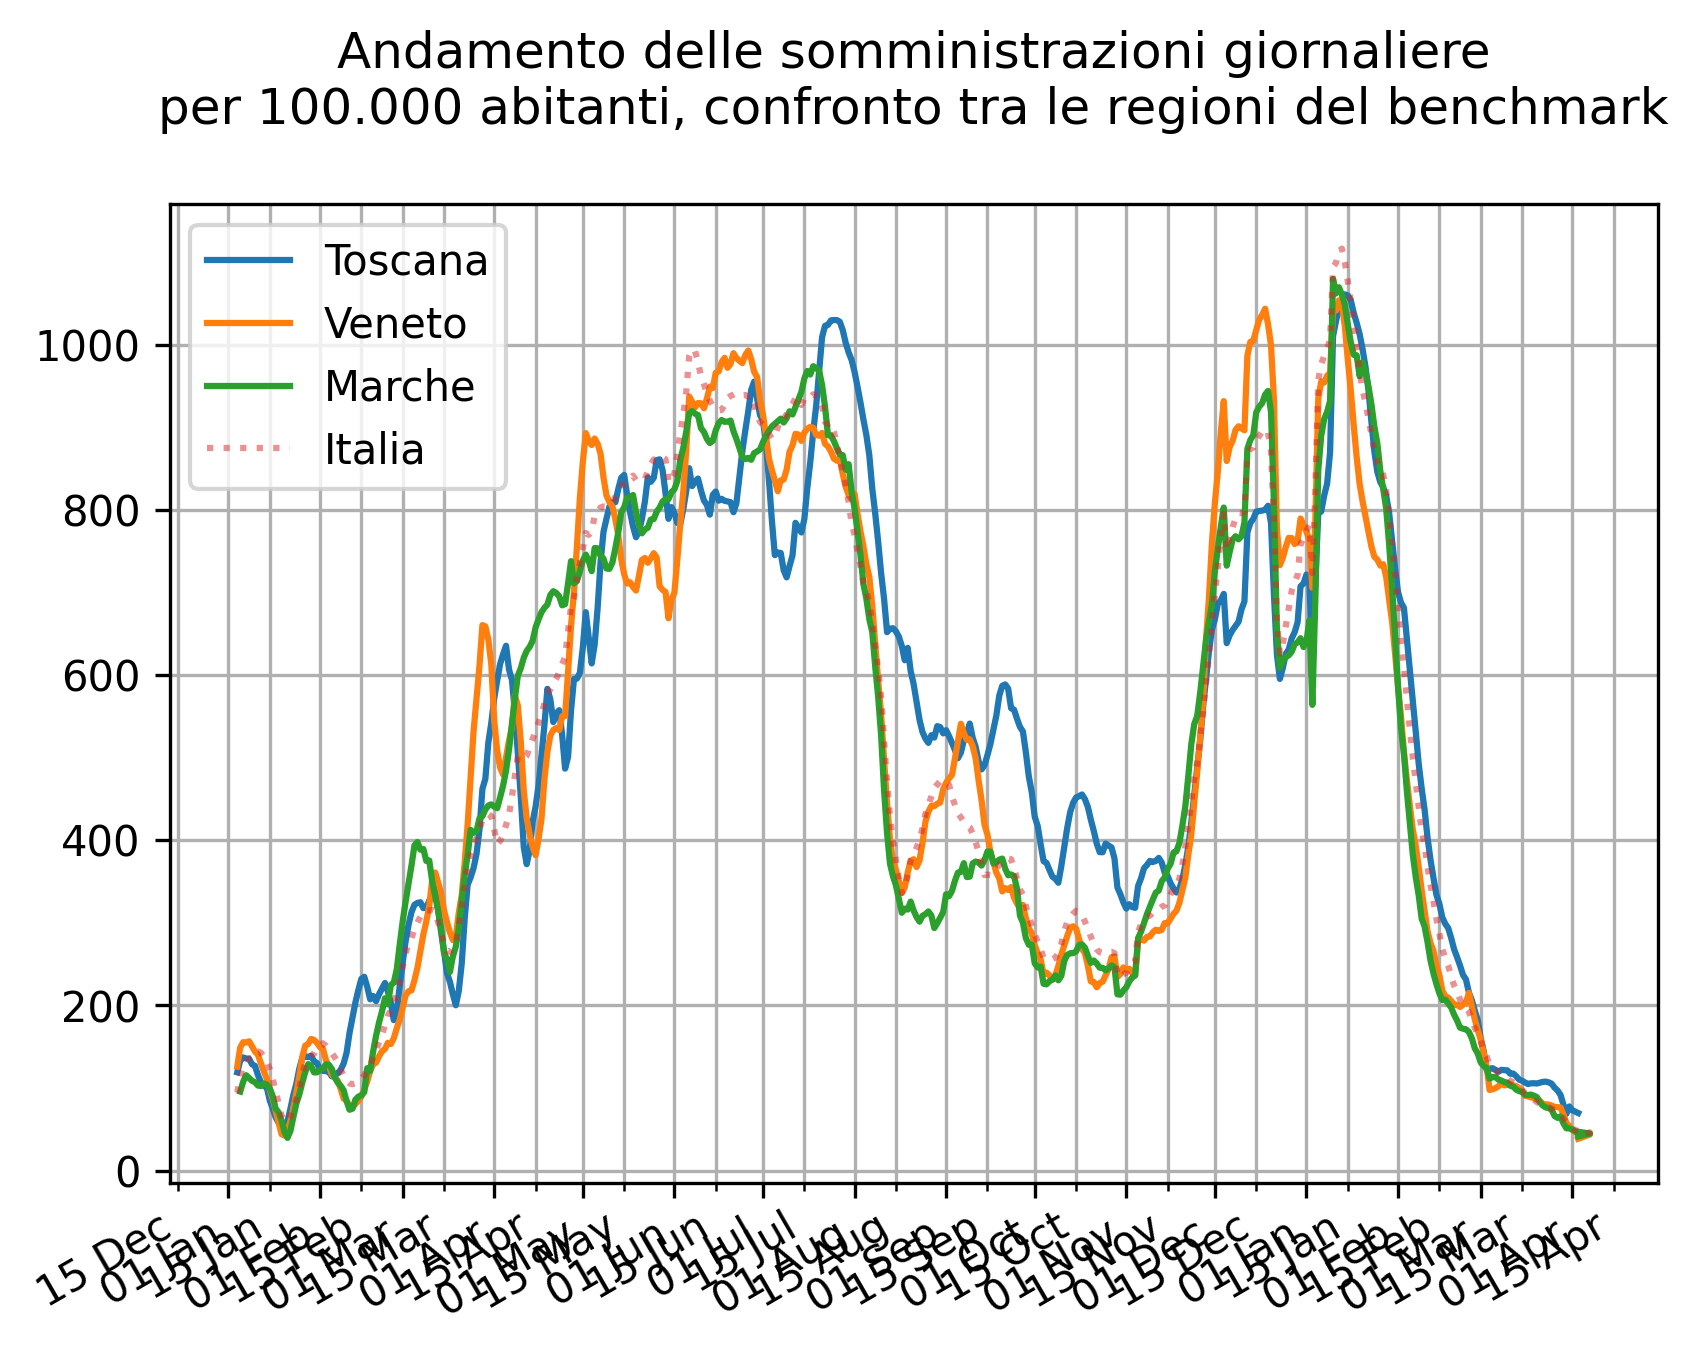 Andamento delle somministrazioni giornaliere
per 100.000 abitanti, confronto tra le regioni del benchmark
Toscana
Veneto
Marche
Italia
1000
800
600
400
200
0
15 Dec
01 Jan
15 Jan
01 Feb
15 Feb
01 Mar
15 Mar
01 Apr
15 Apr
01 May
15 May
01 Jun
15 Jun
01 Jul
15 Jul
01 Aug
15 Aug
01 Sep
15 Sep
01 Oct
15 Oct
01 Nov
15 Nov
01 Dec
15 Dec
01 Jan
15 Jan
01 Feb
15 Feb
01 Mar
15 Mar
01 Apr
15 Apr